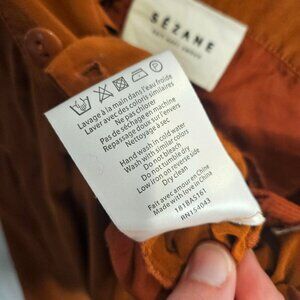 SÉZANE
Lavage à la main dans l'eau froide
Laver avec des coloris similaires
Ne pas chlorer
Pas de séchage en machine
Repassage doux sur l'envers
Nettoyage à sec
Hand wash in cold water
Wash with similar colors
Do not bleach
Do not tumble dry
Low iron on reverse side
Dry clean
Fait avec amour en Chine
Made with love in China
RN154043